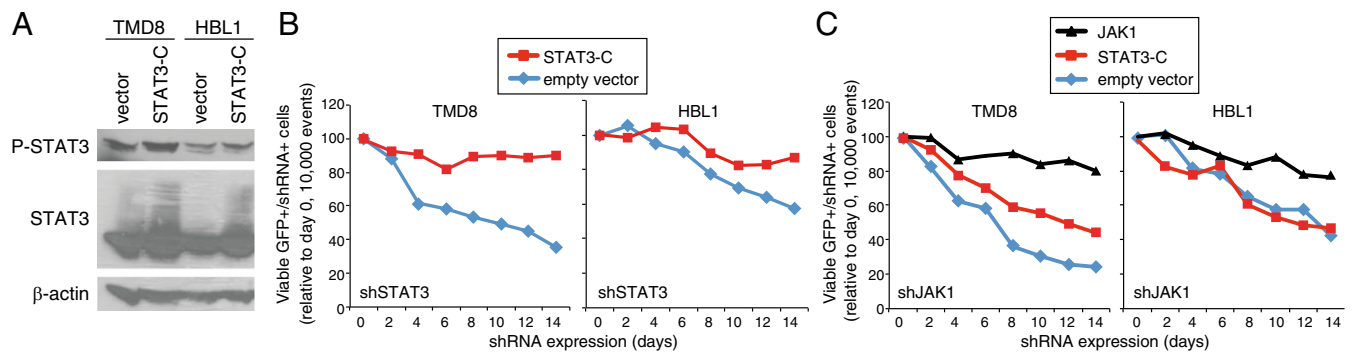 A
TMD8 HBL1
vector
STAT3-C
vector
STAT3-C
P-STAT3
STAT3
β-actin
B
STAT3-C
empty vector
Viable GFP+/shRNA+ cells
(relative to day 0, 10,000 events)
120
100
80
60
40
20
0
TMD8
shSTAT3
0 2 4 6 8 10 12 14
HBL1
shSTAT3
0 2 4 6 8 10 12 14
shRNA expression (days)
C
JAK1
STAT3-C
empty vector
Viable GFP+/shRNA+ cells
(relative to day 0, 10,000 events)
120
100
80
60
40
20
0
TMD8
shJAK1
0 2 4 6 8 10 12 14
HBL1
shJAK1
0 2 4 6 8 10 12 14
shRNA expression (days)